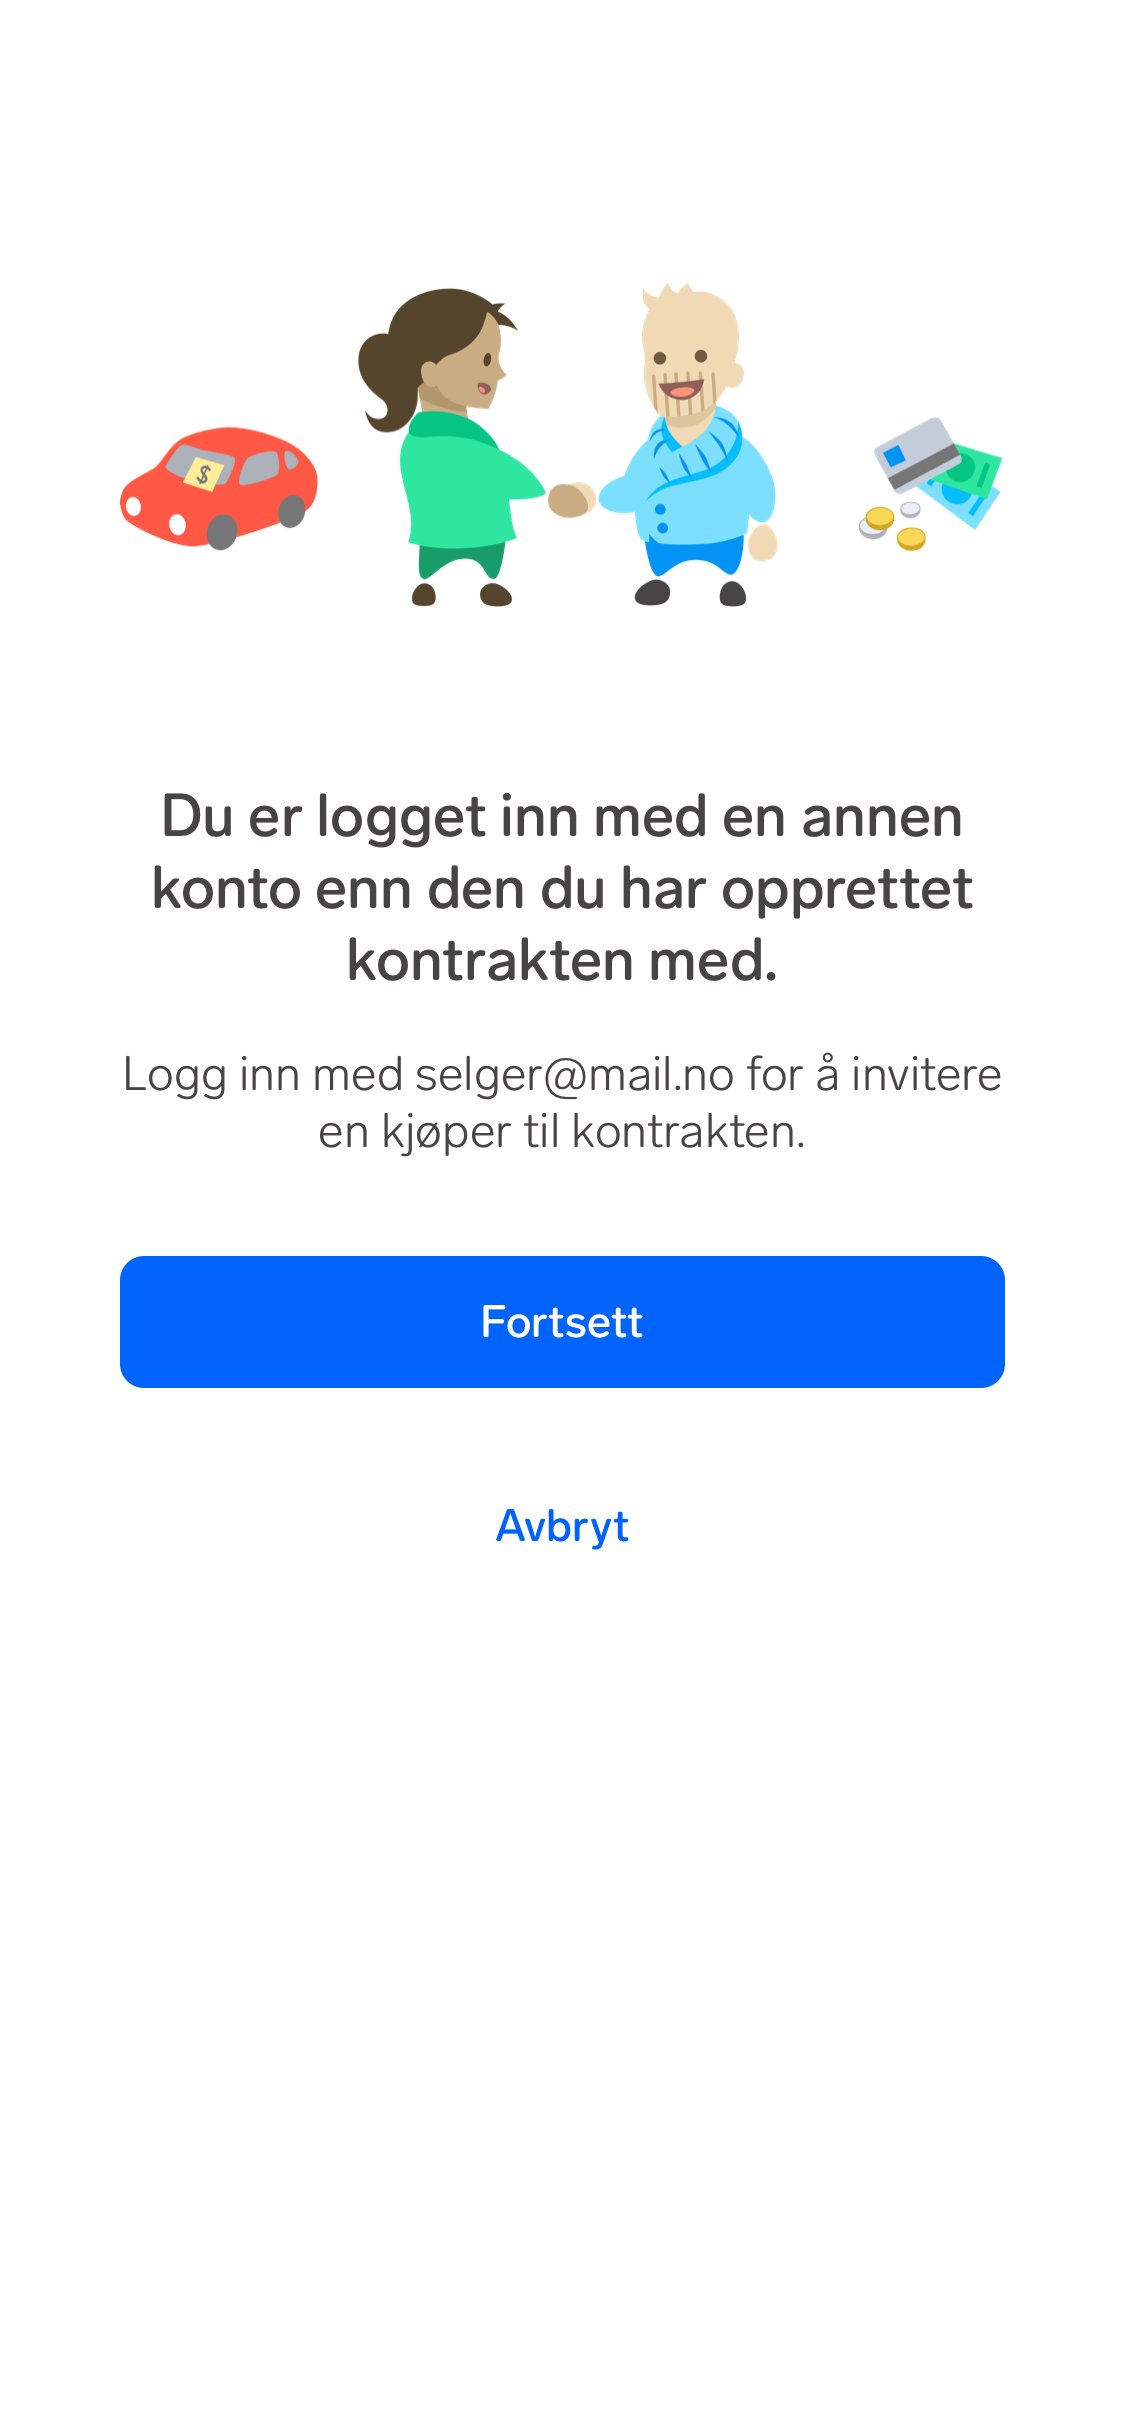 $
Du er logget inn med en annen
konto enn den du har opprettet
kontrakten med.
Logg inn med selger@mail.no for å invitere
en kjøper til kontrakten.
Fortsett
Avbryt